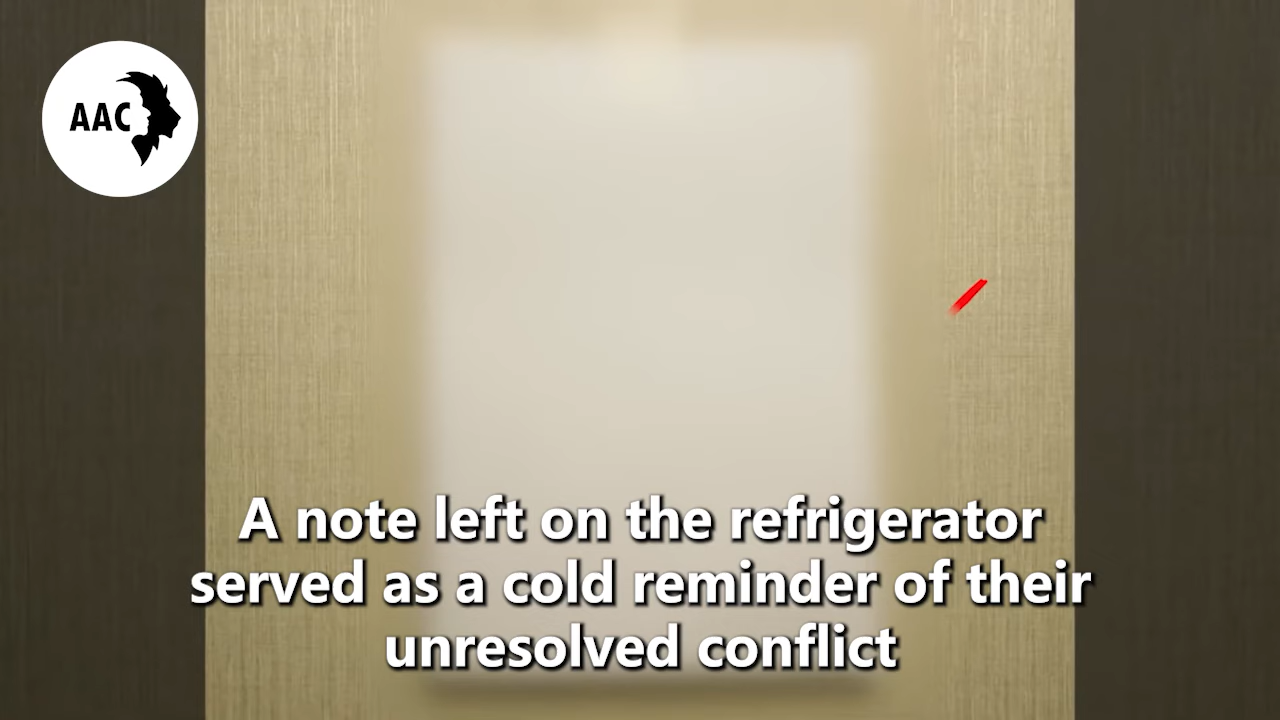 AAC
A note left on the refrigerator
served as a cold reminder of their
unresolved conflict